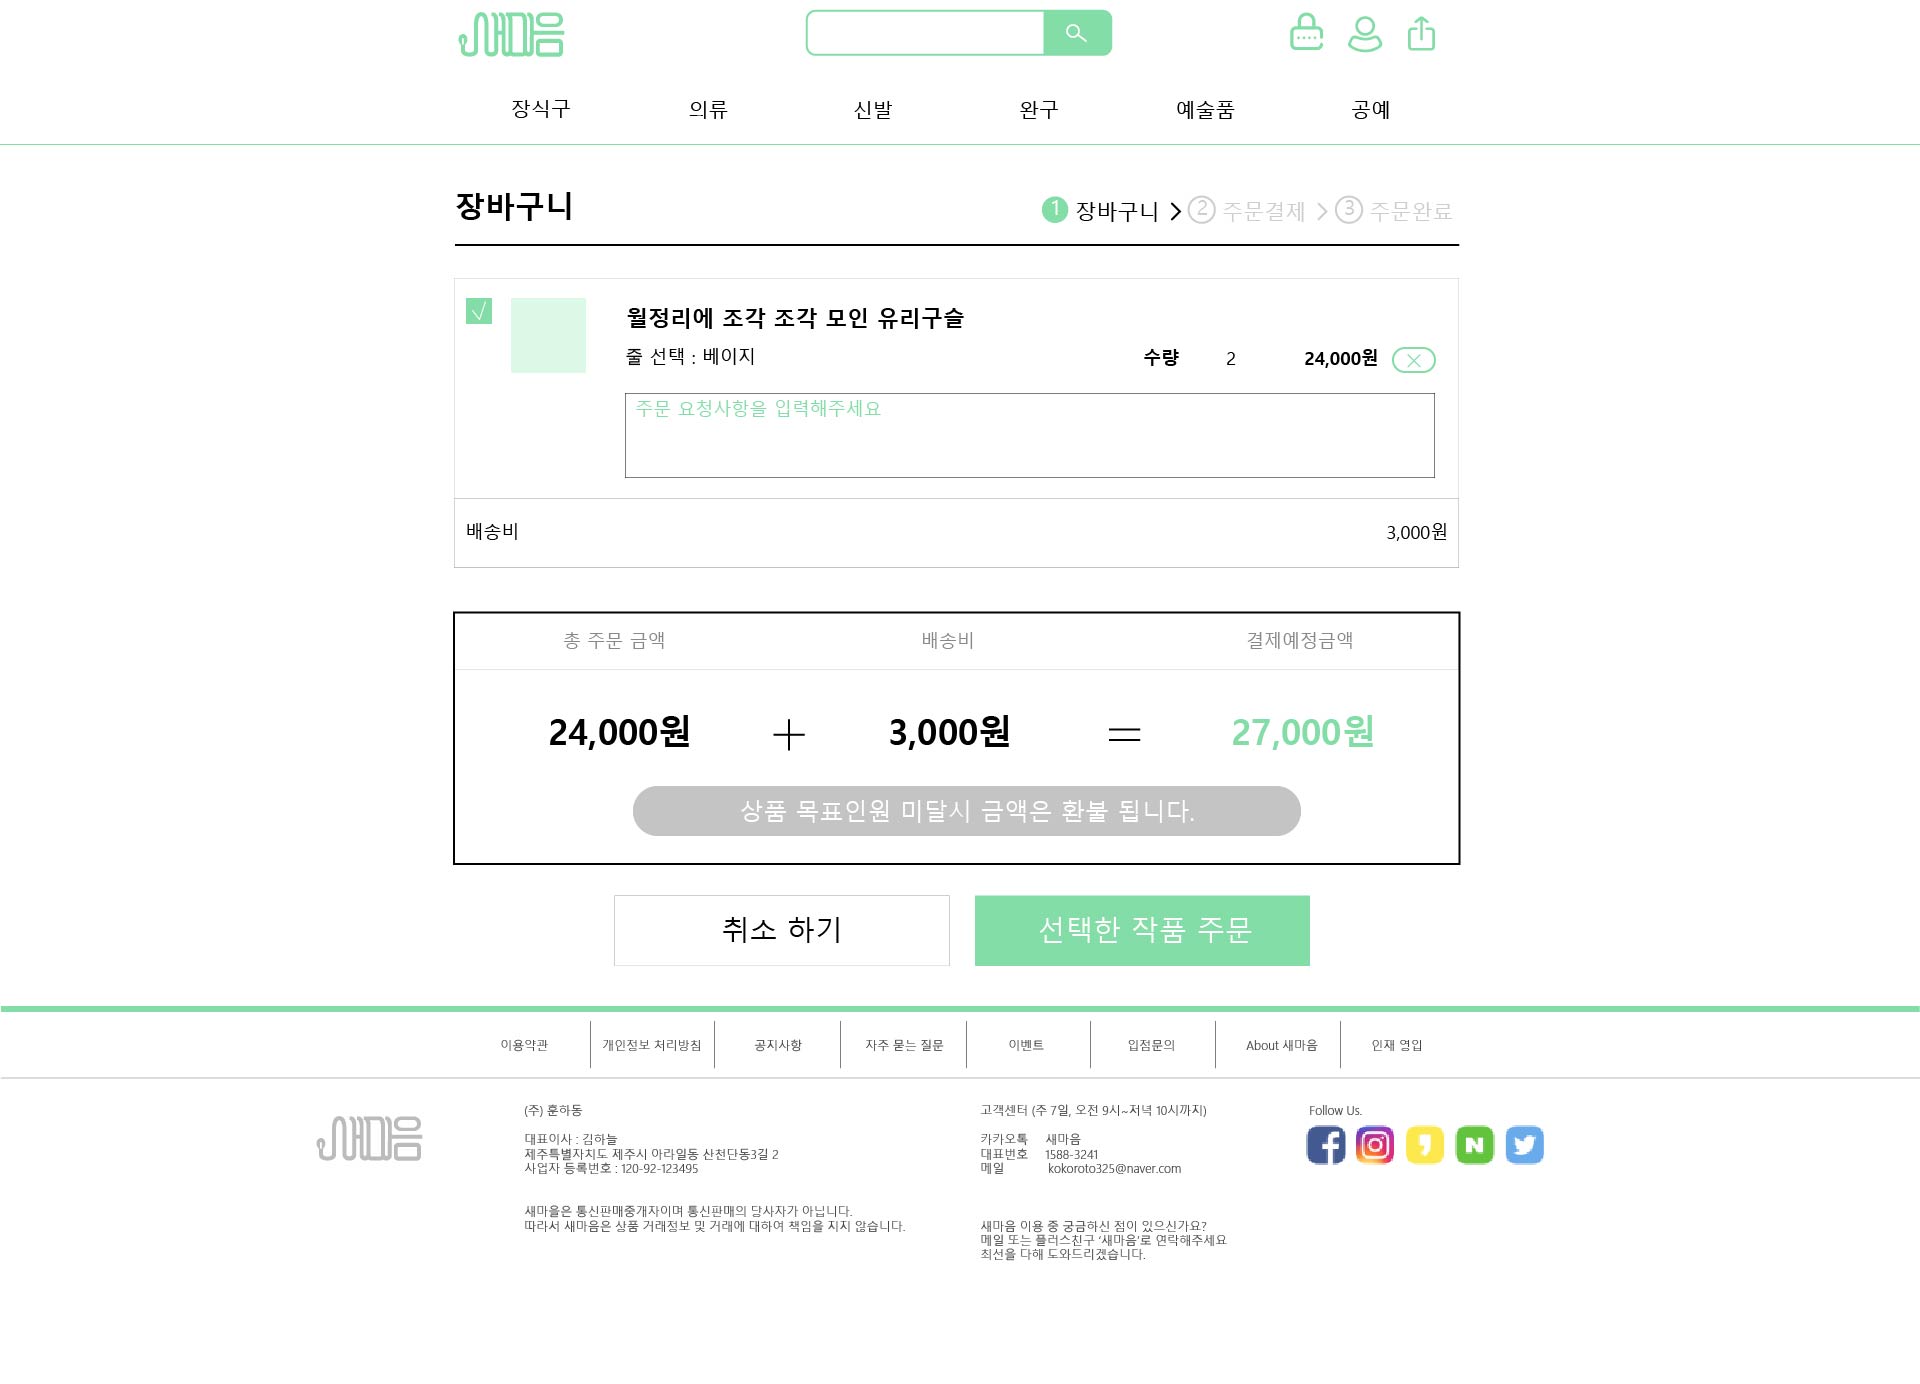 새마음
장식구 의류 신발 완구 예술품 공예
장바구니
1 장바구니 > 2 주문결제 > 3 주문완료
월정리에 조각 조각 모인 유리구슬
줄 선택 : 베이지
수량 2 24,000원
주문 요청사항을 입력해주세요
배송비 3,000원
총 주문 금액 배송비 결제예정금액
24,000원 + 3,000원 = 27,000원
상품 목표인원 미달시 금액은 환불 됩니다.
취소 하기 선택한 작품 주문
이용약관 개인정보 처리방침 공지사항 자주 묻는 질문 이벤트 입점문의 About 새마음 인재 영입
새마음
(주) 훈하동
대표이사 : 김하늘
제주특별자치도 제주시 아라일동 산천단동3길 2
사업자 등록번호 : 120-92-123495
새마을은 통신판매중개자이며 통신판매의 당사자가 아닙니다.
따라서 새마음은 상품 거래정보 및 거래에 대하여 책임을 지지 않습니다.
고객센터 (주 7일, 오전 9시~저녁 10시까지)
카카오톡 새마음
대표번호 1588-3241
메일 kokoroto325@naver.com
새마음 이용 중 궁금하신 점이 있으신가요?
메일 또는 플러스친구 ‘새마음’로 연락해주세요
최선을 다해 도와드리겠습니다.
Follow Us.